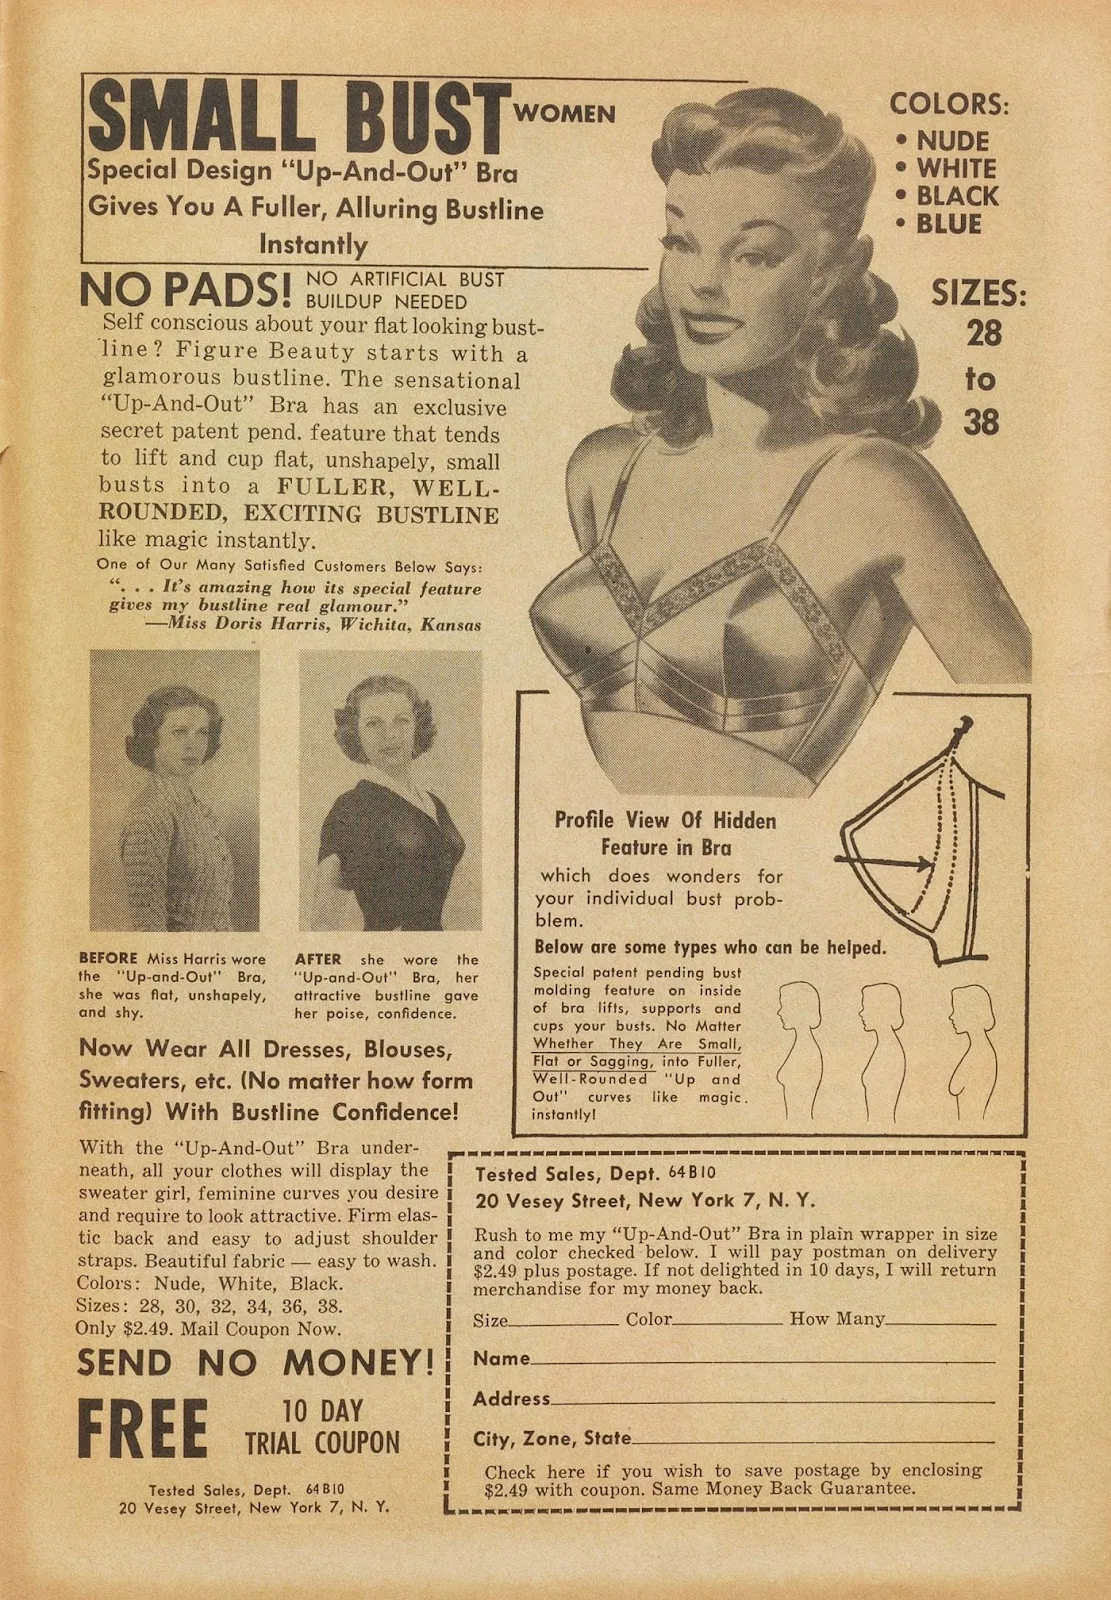 SMALL BUST WOMEN
Special Design “Up-And-Out” Bra
Gives You A Fuller, Alluring Bustline
Instantly
COLORS:
• NUDE
• WHITE
• BLACK
• BLUE
SIZES:
28
to
38
NO PADS! NO ARTIFICIAL BUST
BUILDUP NEEDED
Self conscious about your flat looking bust-
line? Figure Beauty starts with a
glamorous bustline. The sensational
“Up-And-Out” Bra has an exclusive
secret patent pend. feature that tends
to lift and cup flat, unshapely, small
busts into a FULLER, WELL-
ROUNDED, EXCITING BUSTLINE
like magic instantly.
One of Our Many Satisfied Customers Below Says:
“. . . It's amazing how its special feature
gives my bustline real glamour.”
—Miss Doris Harris, Wichita, Kansas
BEFORE Miss Harris wore
the “Up-and-Out” Bra,
she was flat, unshapely,
and shy.
AFTER she wore the
“Up-and-Out” Bra, her
attractive bustline gave
her poise, confidence.
Now Wear All Dresses, Blouses,
Sweaters, etc. (No matter how form
fitting) With Bustline Confidence!
With the “Up-And-Out” Bra under-
neath, all your clothes will display the
sweater girl, feminine curves you desire
and require to look attractive. Firm elas-
tic back and easy to adjust shoulder
straps. Beautiful fabric — easy to wash.
Colors: Nude, White, Black.
Sizes: 28, 30, 32, 34, 36, 38.
Only $2.49. Mail Coupon Now.
SEND NO MONEY!
FREE 10 DAY
TRIAL COUPON
Tested Sales, Dept. 64B10
20 Vesey Street, New York 7, N. Y.
Profile View Of Hidden
Feature in Bra
which does wonders for
your individual bust prob-
blem.
Below are some types who can be helped.
Special patent pending bust
molding feature on inside
of bra lifts, supports and
cups your busts. No Matter
Whether They Are Small,
Flat or Sagging, into Fuller,
Well-Rounded “Up and
Out” curves like magic.
instantly!
Tested Sales, Dept. 64B10
20 Vesey Street, New York 7, N. Y.
Rush to me my “Up-And-Out” Bra in plain wrapper in size
and color checked below. I will pay postman on delivery
$2.49 plus postage. If not delighted in 10 days, I will return
merchandise for my money back.
Size Color How Many
Name
Address
City, Zone, State
Check here if you wish to save postage by enclosing
$2.49 with coupon. Same Money Back Guarantee.